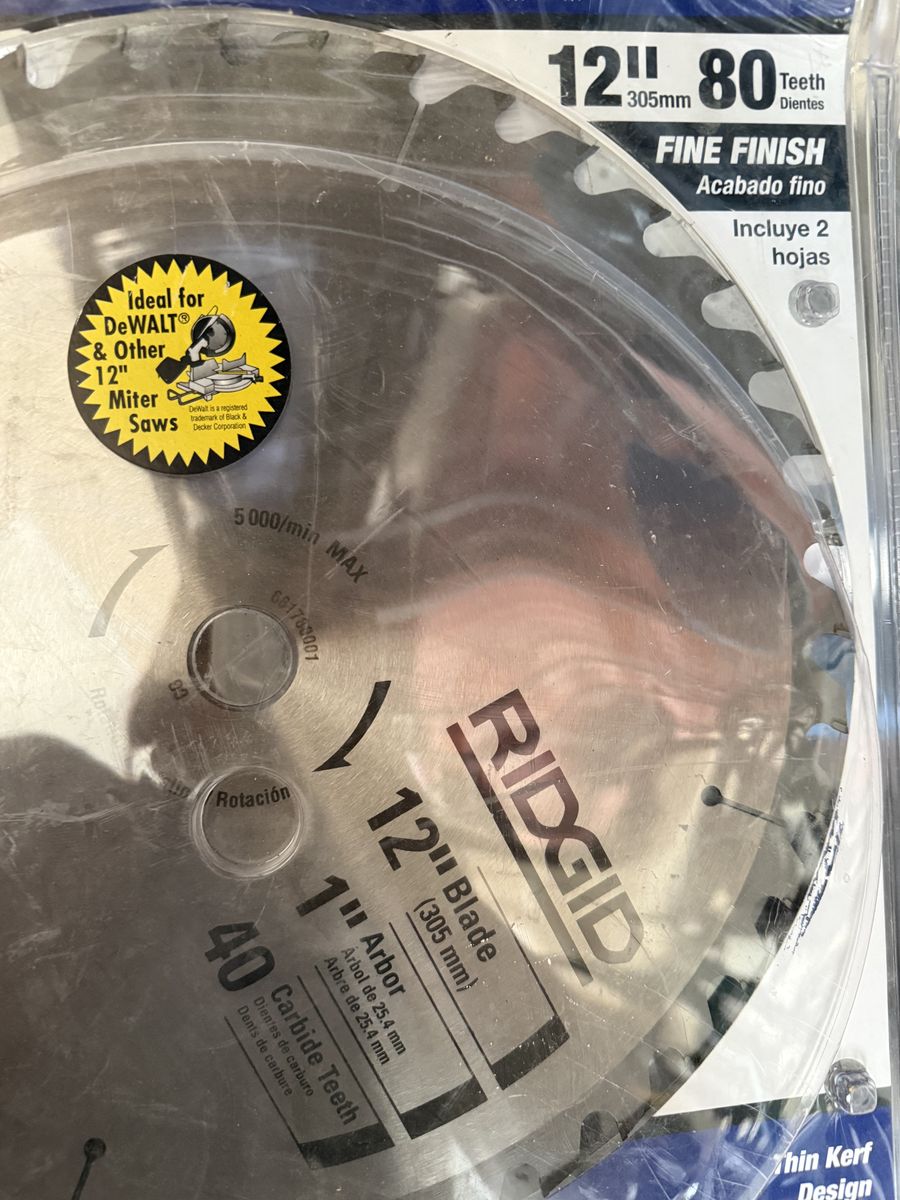 12" 305mm 80 Teeth Dientes
FINE FINISH
Acabado fino
Incluye 2
hojas
Ideal for
DeWALT®
& Other
12"
Miter
Saws
DeWalt is a registered
trademark of Black &
Decker Corporation
5 000/min MAX
Rotación
RIDGID
12" Blade
(305 mm)
1" Arbor
Árbol de 25.4 mm
Arbre de 25.4 mm
40 Carbide Teeth
Dientes de carburo
Dents de carbure
Thin Kerf
Design